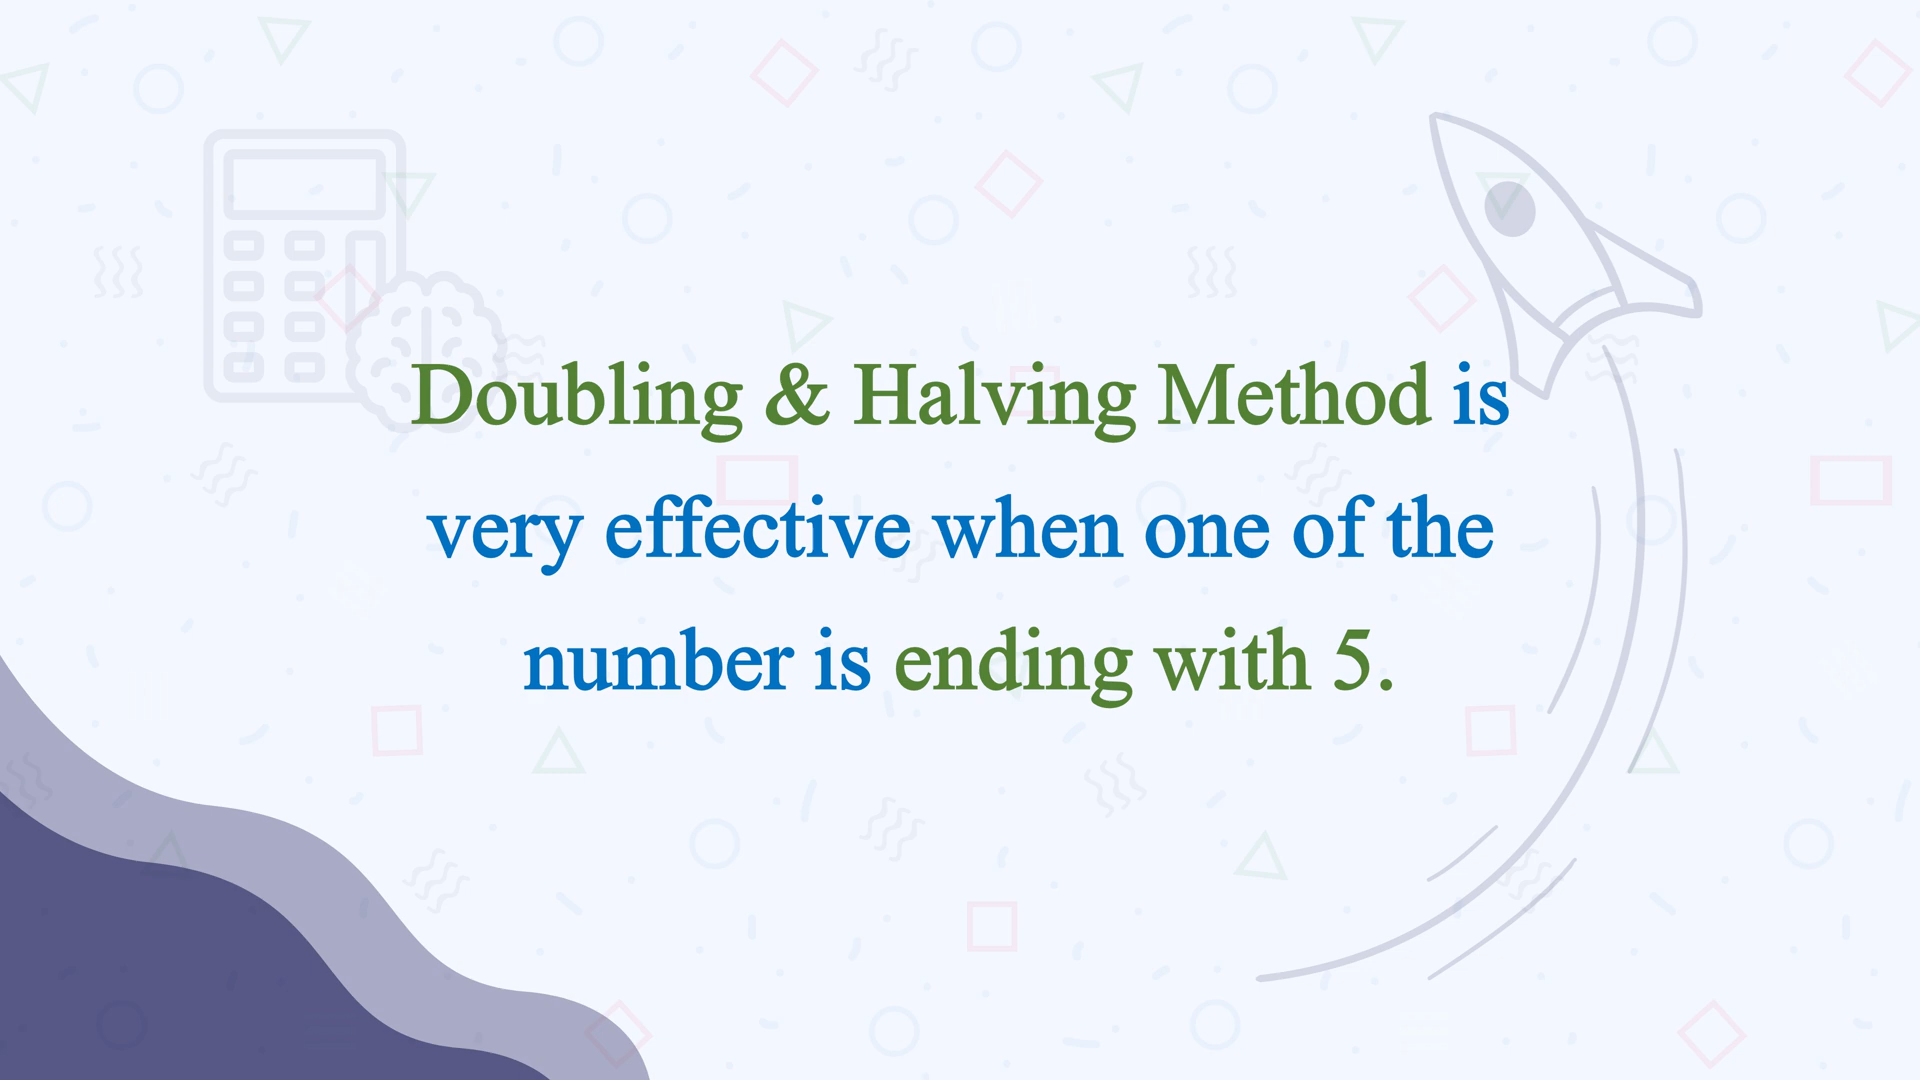 Doubling & Halving Method is
very effective when one of the
number is ending with 5.